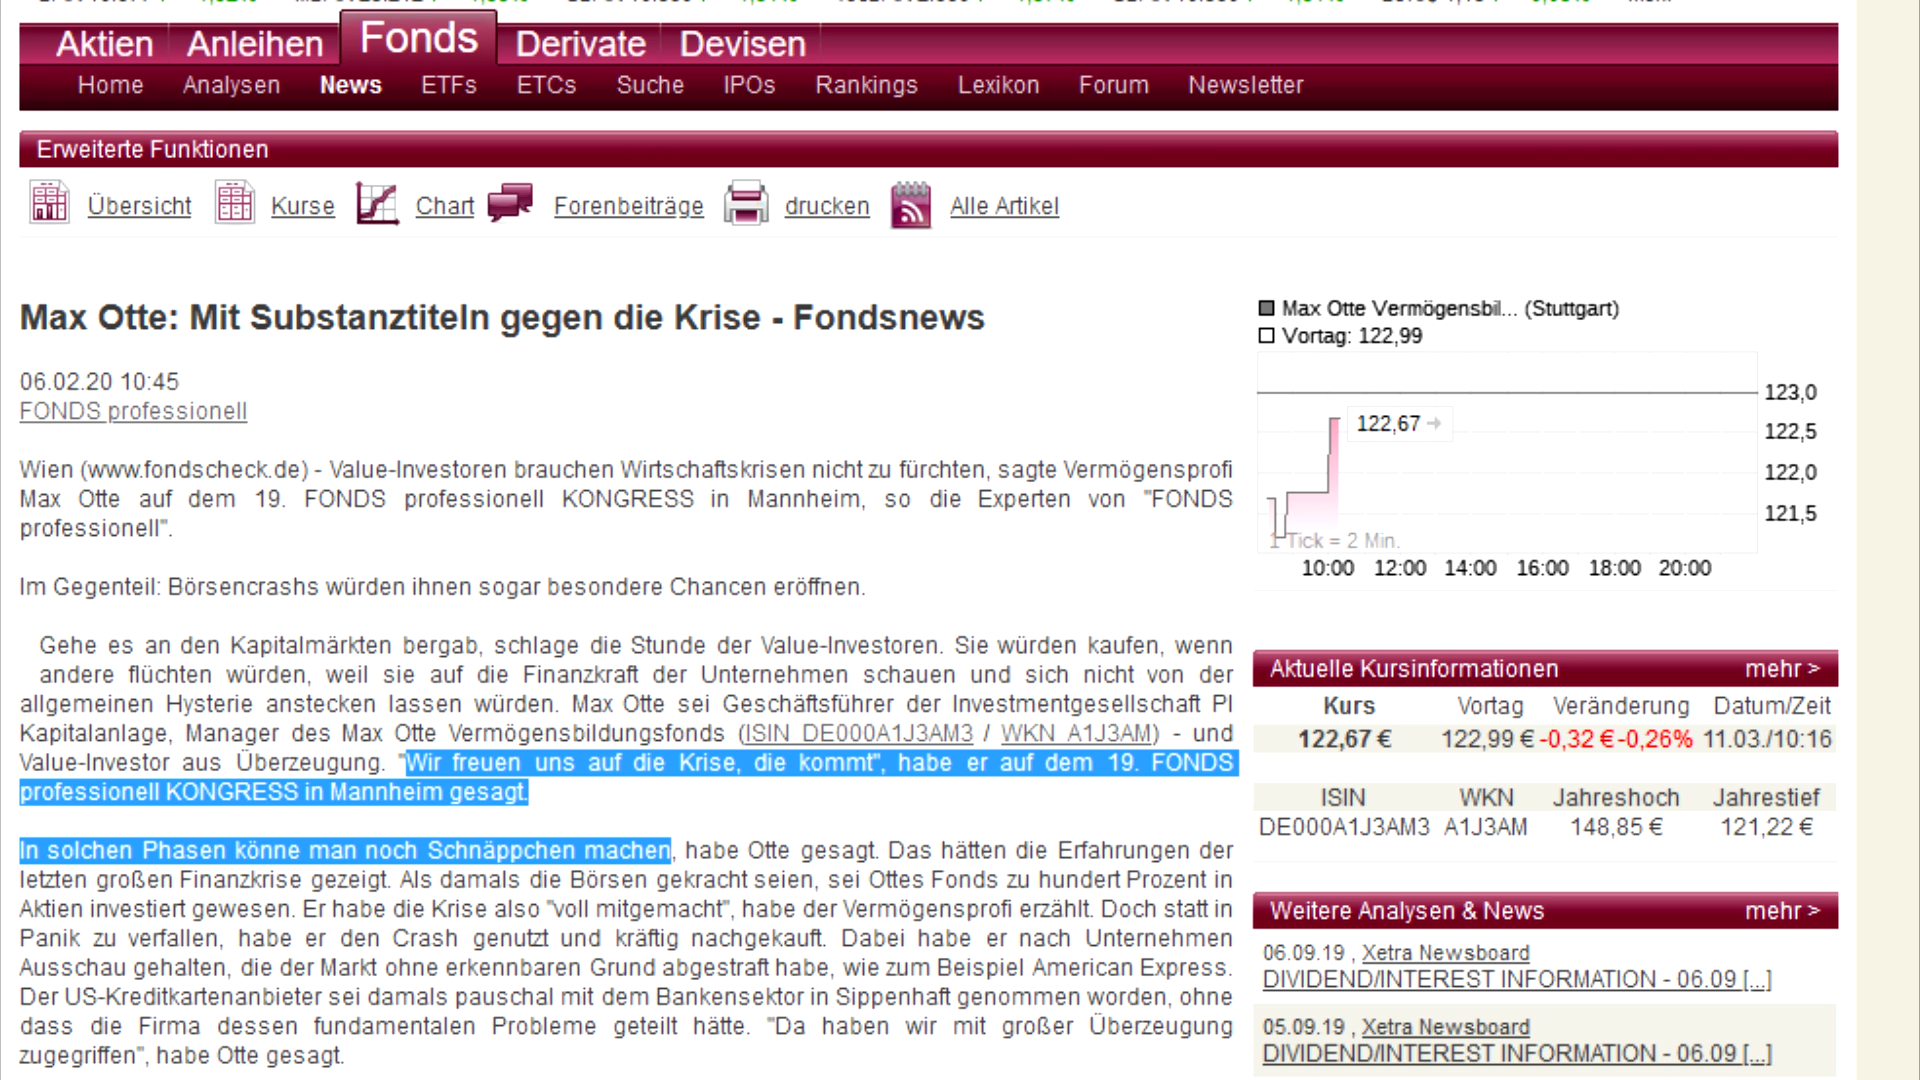 Aktien Anleihen Fonds Derivate Devisen
Home Analysen News ETFs ETCs Suche IPOs Rankings Lexikon Forum Newsletter
Erweiterte Funktionen
Übersicht Kurse Chart Forenbeiträge drucken Alle Artikel
Max Otte: Mit Substanztiteln gegen die Krise - Fondsnews
06.02.20 10:45
FONDS professionell
Wien (www.fondscheck.de) - Value-Investoren brauchen Wirtschaftskrisen nicht zu fürchten, sagte Vermögensprofi
Max Otte auf dem 19. FONDS professionell KONGRESS in Mannheim, so die Experten von "FONDS
professionell".
Im Gegenteil: Börsencrashs würden ihnen sogar besondere Chancen eröffnen.
Gehe es an den Kapitalmärkten bergab, schlage die Stunde der Value-Investoren. Sie würden kaufen, wenn
andere flüchten würden, weil sie auf die Finanzkraft der Unternehmen schauen und sich nicht von der
allgemeinen Hysterie anstecken lassen würden. Max Otte sei Geschäftsführer der Investmentgesellschaft PI
Kapitalanlage, Manager des Max Otte Vermögensbildungsfonds (ISIN DE000A1J3AM3 / WKN A1J3AM) - und
Value-Investor aus Überzeugung. "Wir freuen uns auf die Krise, die kommt", habe er auf dem 19. FONDS
professionell KONGRESS in Mannheim gesagt.
In solchen Phasen könne man noch Schnäppchen machen, habe Otte gesagt. Das hätten die Erfahrungen der
letzten großen Finanzkrise gezeigt. Als damals die Börsen gekracht seien, sei Ottes Fonds zu hundert Prozent in
Aktien investiert gewesen. Er habe die Krise also "voll mitgemacht", habe der Vermögensprofi erzählt. Doch statt in
Panik zu verfallen, habe er den Crash genutzt und kräftig nachgekauft. Dabei habe er nach Unternehmen
Ausschau gehalten, die der Markt ohne erkennbaren Grund abgestraft habe, wie zum Beispiel American Express.
Der US-Kreditkartenanbieter sei damals pauschal mit dem Bankensektor in Sippenhaft genommen worden, ohne
dass die Firma dessen fundamentalen Probleme geteilt hätte. "Da haben wir mit großer Überzeugung
zugegriffen", habe Otte gesagt.
Max Otte Vermögensbil... (Stuttgart)
Vortag: 122,99
123,0
122,67
122,5
122,0
121,5
1 Tick = 2 Min.
10:00 12:00 14:00 16:00 18:00 20:00
Aktuelle Kursinformationen mehr >
Kurs Vortag Veränderung Datum/Zeit
122,67 € 122,99 € -0,32 € -0,26% 11.03./10:16
ISIN WKN Jahreshoch Jahrestief
DE000A1J3AM3 A1J3AM 148,85 € 121,22 €
Weitere Analysen & News mehr >
06.09.19 , Xetra Newsboard
DIVIDEND/INTEREST INFORMATION - 06.09 [...]
05.09.19 , Xetra Newsboard
DIVIDEND/INTEREST INFORMATION - 06.09 [...]